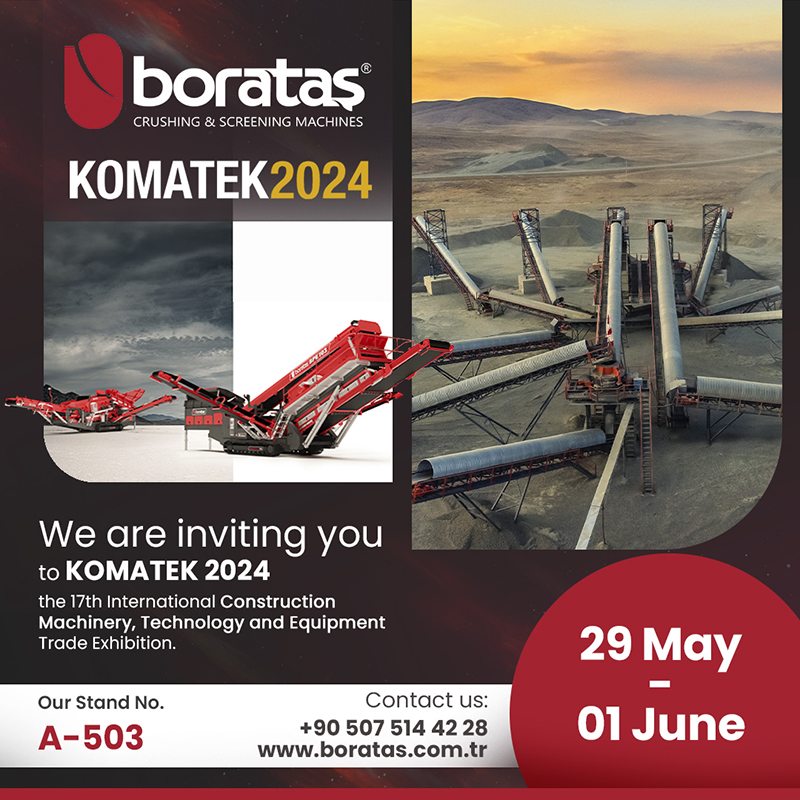 borataş®
CRUSHING & SCREENING MACHINES
KOMATEK2024
We are inviting you
to KOMATEK 2024
the 17th International Construction
Machinery, Technology and Equipment
Trade Exhibition.
29 May
-
01 June
Our Stand No.
A-503
Contact us:
+90 507 514 42 28
www.boratas.com.tr